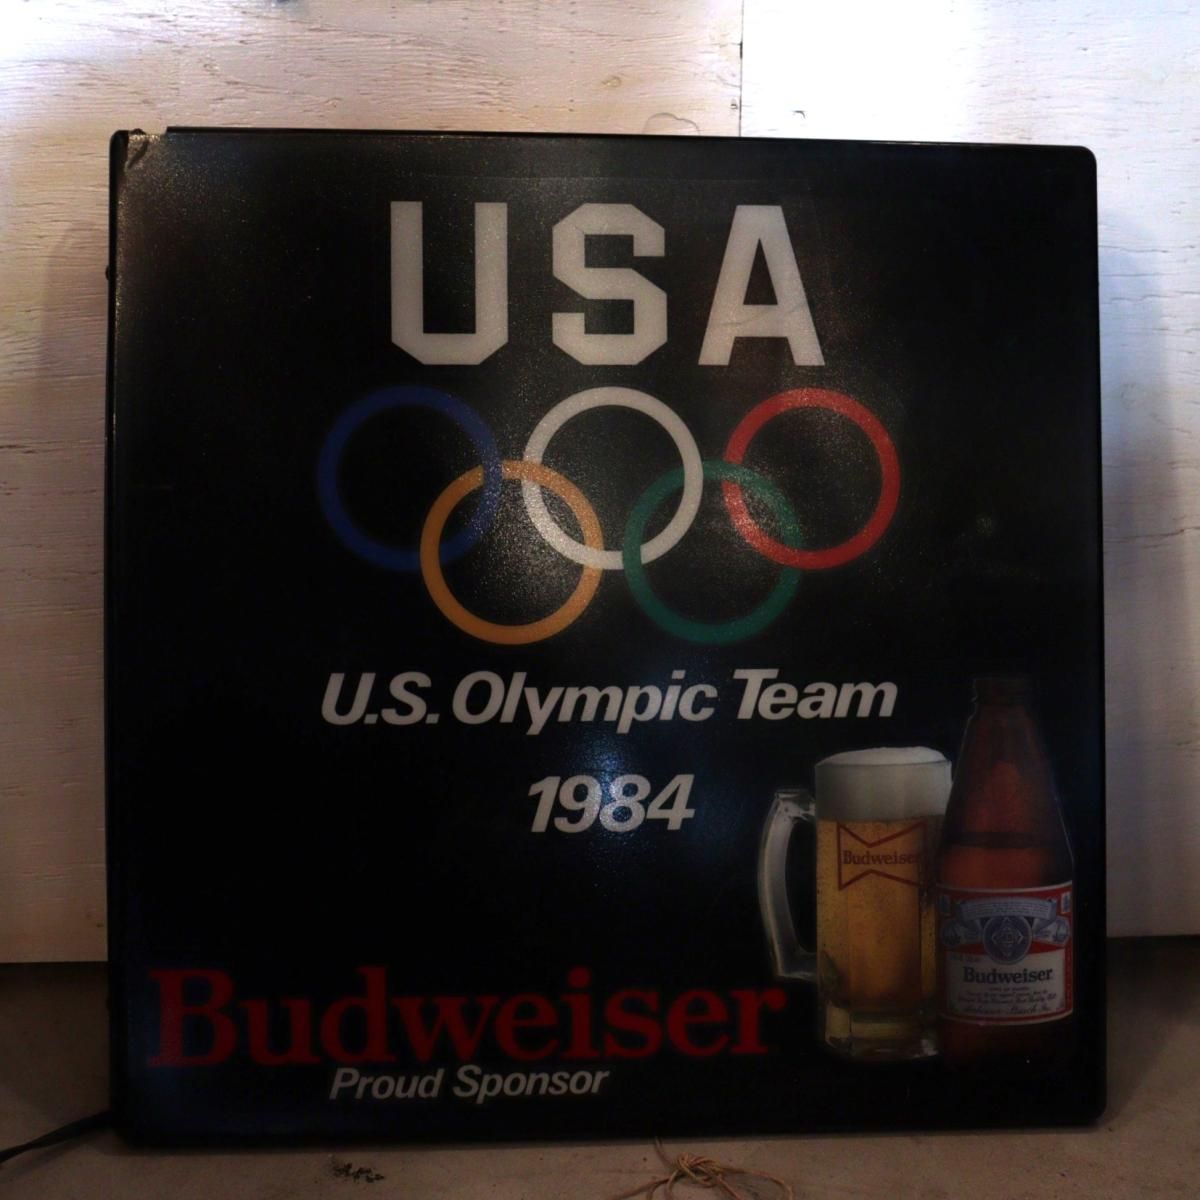 USA
U.S. Olympic Team
1984
Budweiser
Budweiser
Budweiser
Proud Sponsor